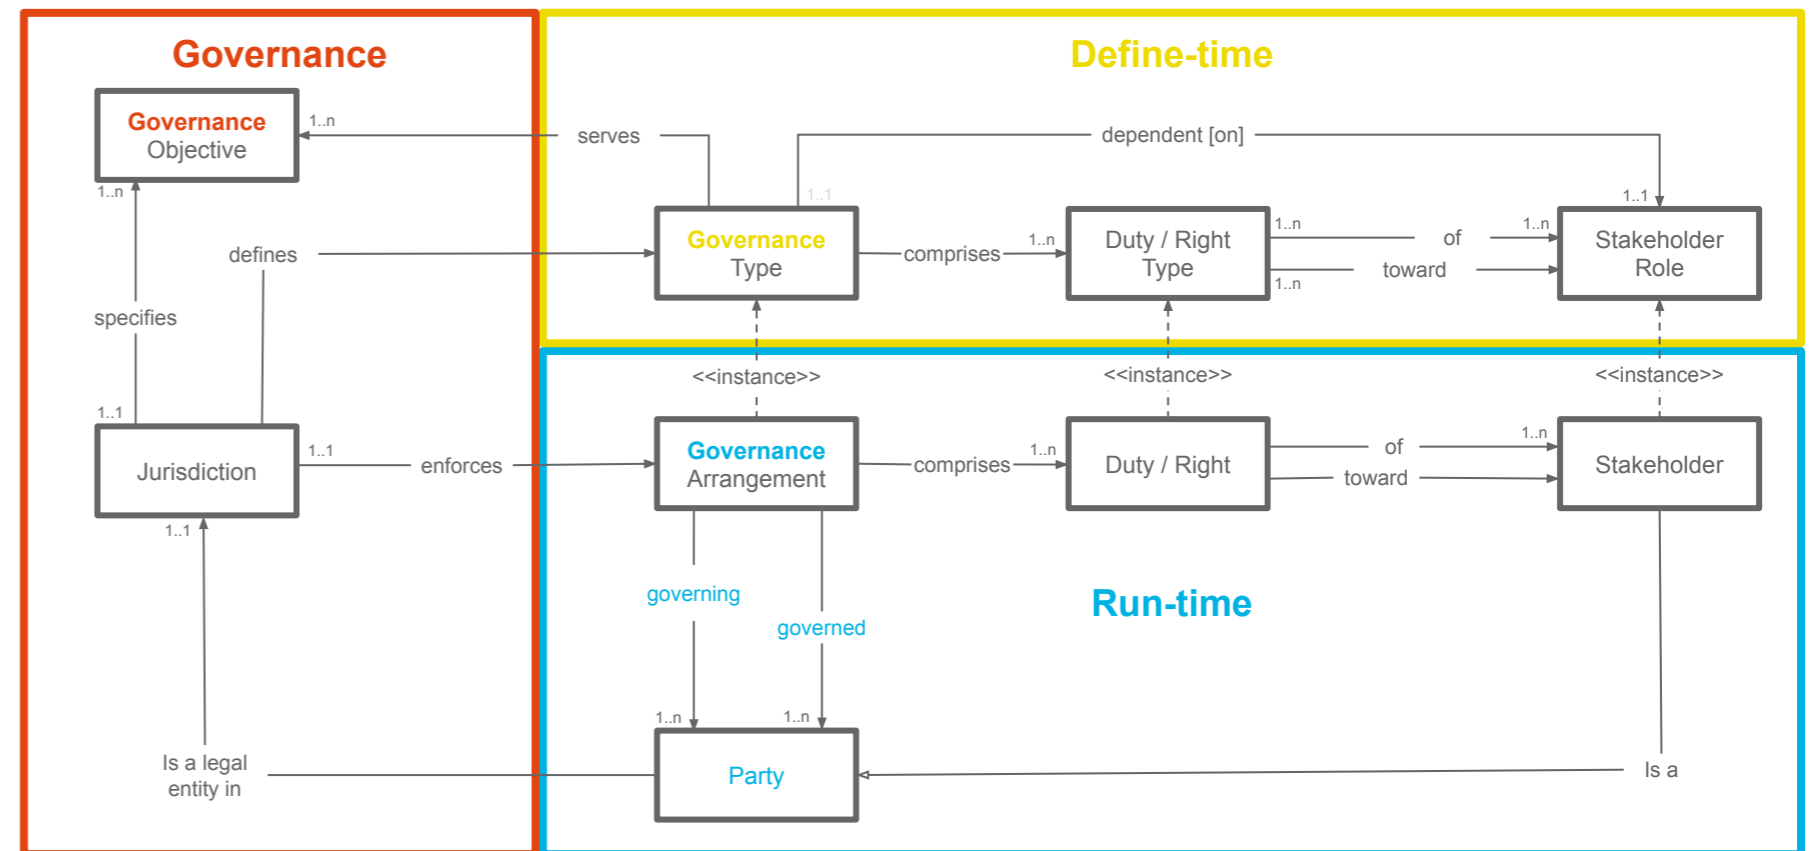 Governance
Define-time
Governance
Objective
1..n
serves
dependent [on]
1..n
1..1
1..1
defines
Governance
Type
comprises
1..n
Duty / Right
Type
1..n
of
1..n
toward
1..n
Stakeholder
Role
specifies
<<instance>>
<<instance>>
<<instance>>
1..1
Jurisdiction
1..1
enforces
Governance
Arrangement
comprises
1..n
Duty / Right
of
1..n
toward
Stakeholder
1..1
governing
governed
Run-time
1..n
1..n
Is a legal
entity in
Party
Is a